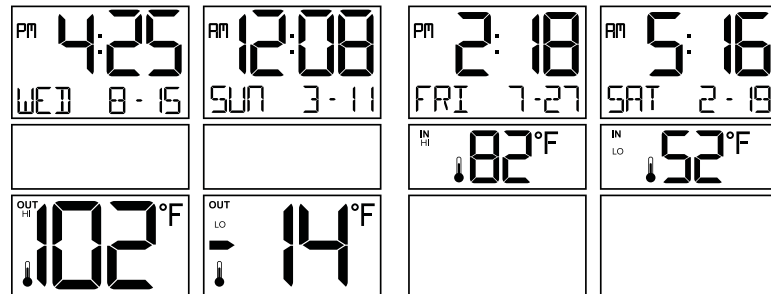 PM 4:25
WED 8-15
OUT HI 102°F
AM 12:08
SUN 3-11
OUT LO -14°F
PM 2:18
FRI 7-27
IN HI 82°F
AM 5:16
SAT 2-19
IN LO 52°F